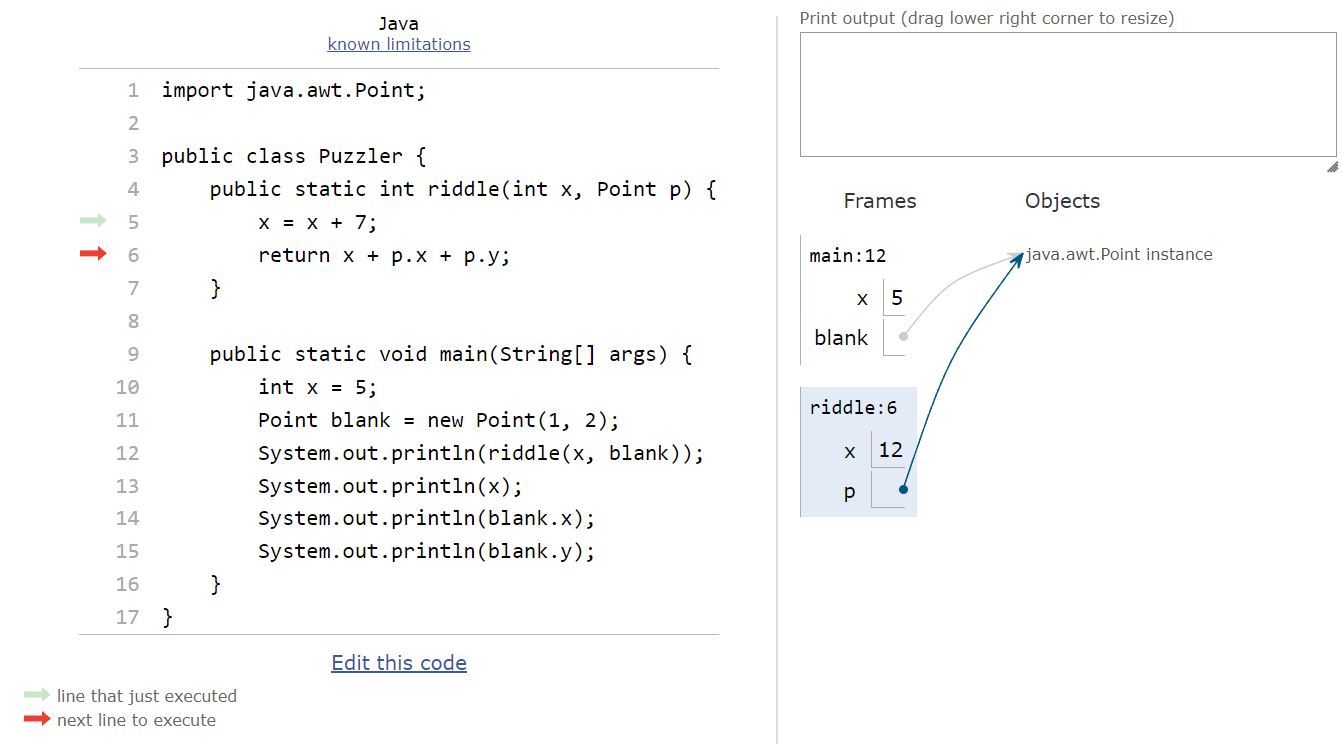 Java
known limitations
1 import java.awt.Point;
2
3 public class Puzzler {
4     public static int riddle(int x, Point p) {
5         x = x + 7;
6         return x + p.x + p.y;
7     }
8
9     public static void main(String[] args) {
10         int x = 5;
11         Point blank = new Point(1, 2);
12         System.out.println(riddle(x, blank));
13         System.out.println(x);
14         System.out.println(blank.x);
15         System.out.println(blank.y);
16     }
17 }
Edit this code
line that just executed
next line to execute
Print output (drag lower right corner to resize)
Frames Objects
main:12 java.awt.Point instance
x 5
blank
riddle:6
x 12
p